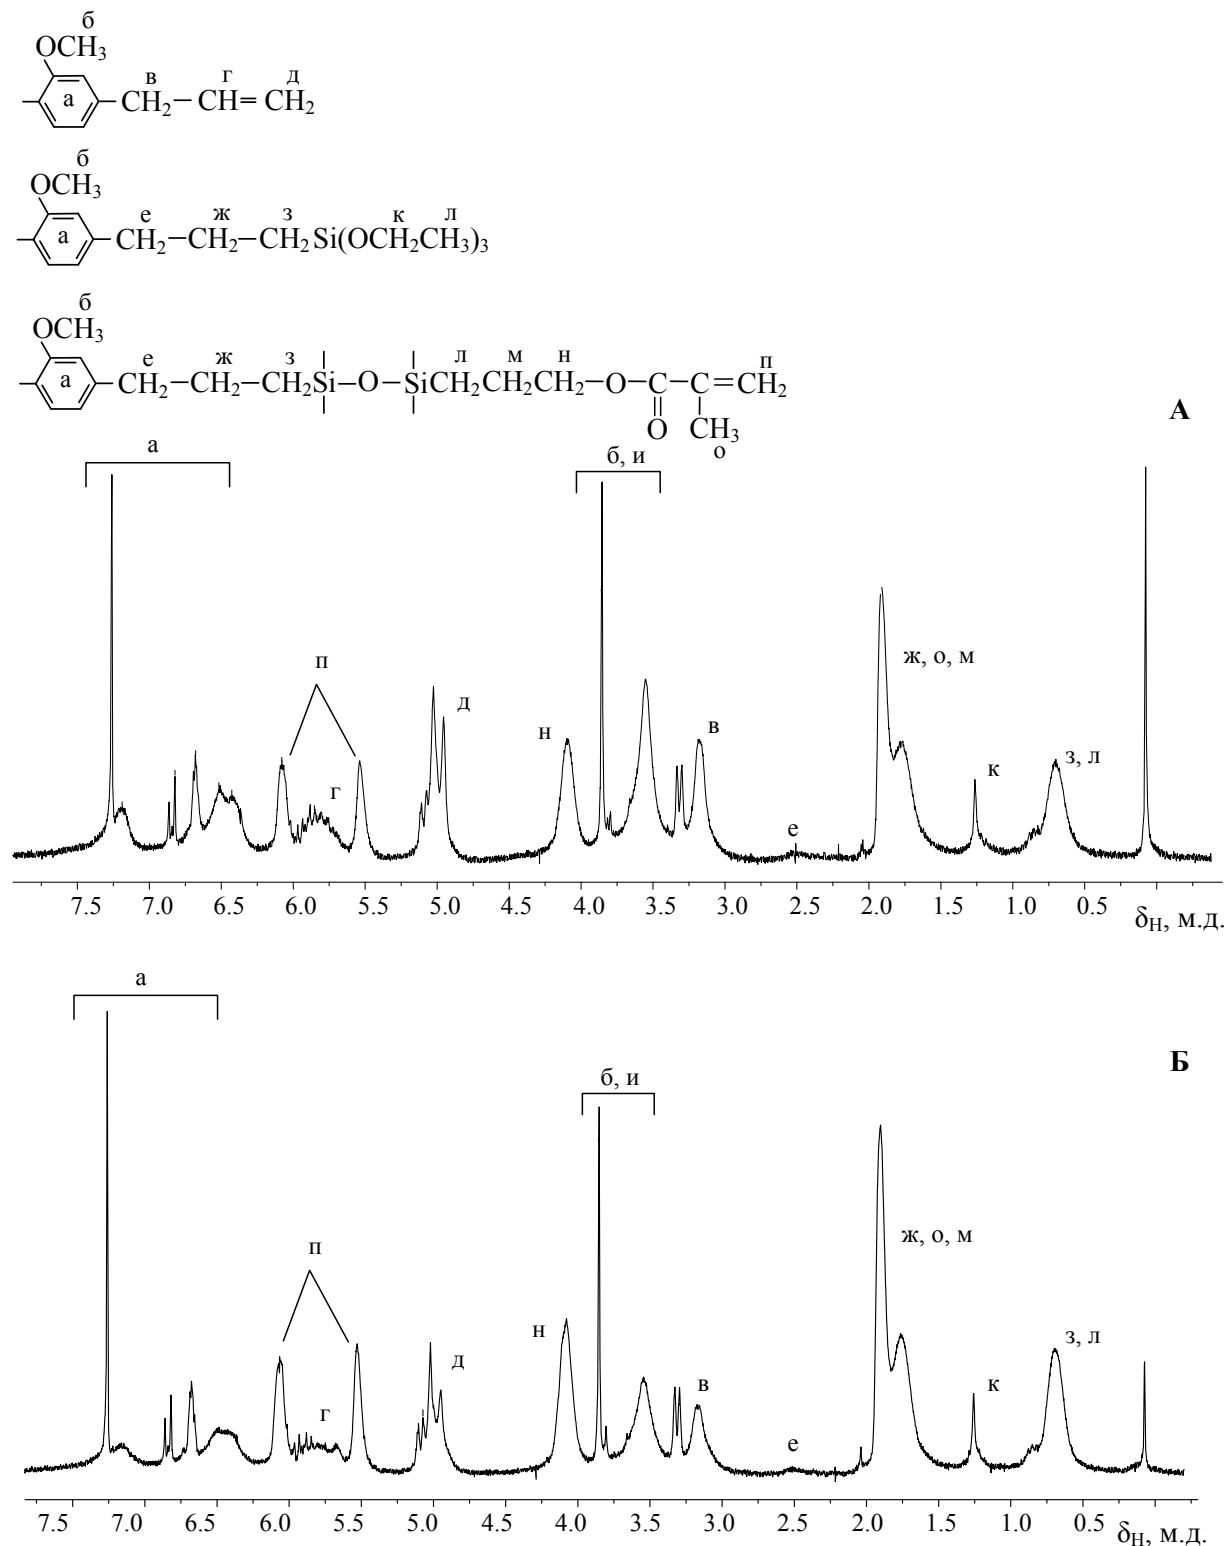 б
OCH3
в г д
а
CH2—CH=CH2
б
OCH3
е ж з к л
а
CH2—CH2—CH2Si(OCH2CH3)3
б
OCH3
е ж з л м н п
а
CH2—CH2—CH2Si—O—SiCH2CH2CH2—O—C—C=CH2
O CH3
о
А
а
б, и
п
г
д
н
в
е
ж, о, м
к
з, л
7.5 7.0 6.5 6.0 5.5 5.0 4.5 4.0 3.5 3.0 2.5 2.0 1.5 1.0 0.5
δH, м.д.
Б
а
б, и
п
г
д
н
в
е
ж, о, м
к
з, л
7.5 7.0 6.5 6.0 5.5 5.0 4.5 4.0 3.5 3.0 2.5 2.0 1.5 1.0 0.5
δH, м.д.